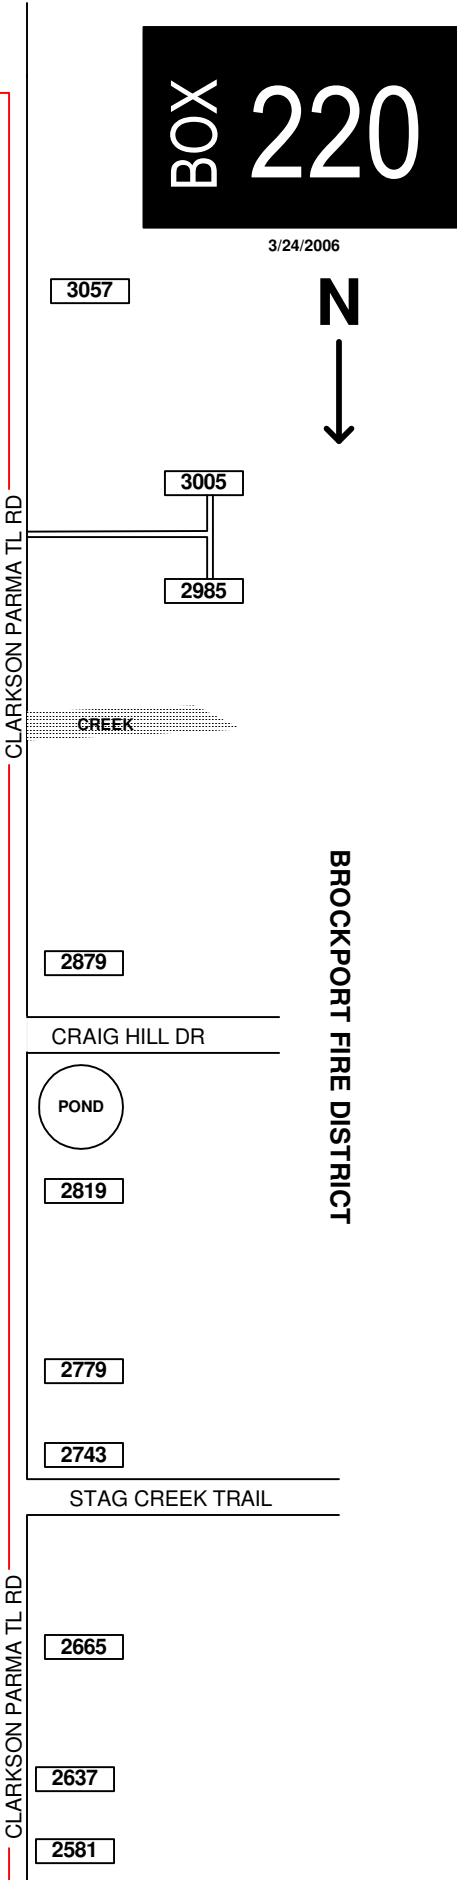 BOX 220
3/24/2006
N
3057
3005
CLARKSON PARMA TL RD
2985
CREEK
BROCKPORT FIRE DISTRICT
2879
CRAIG HILL DR
POND
2819
2779
2743
STAG CREEK TRAIL
CLARKSON PARMA TL RD
2665
2637
2581